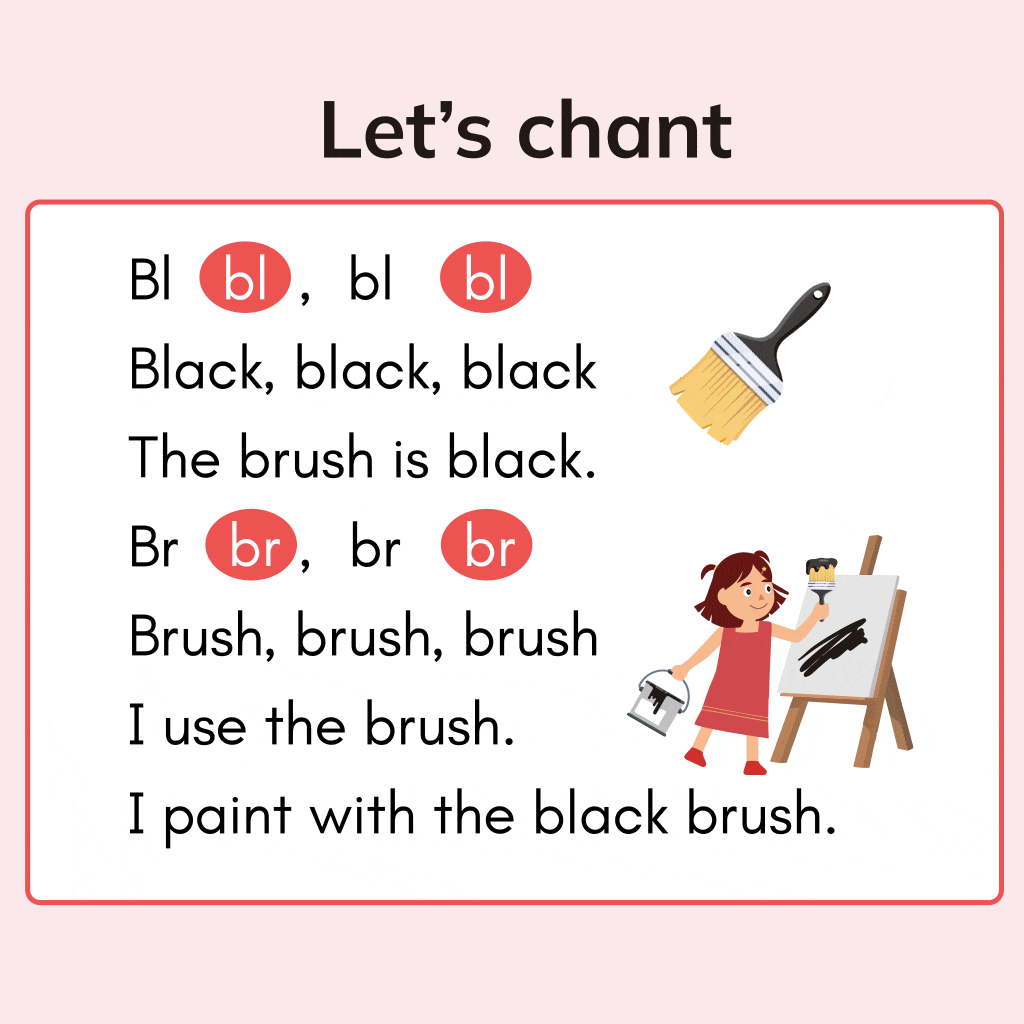 Let's chant
Bl bl, bl bl
Black, black, black
The brush is black.
Br br, br br
Brush, brush, brush
I use the brush.
I paint with the black brush.